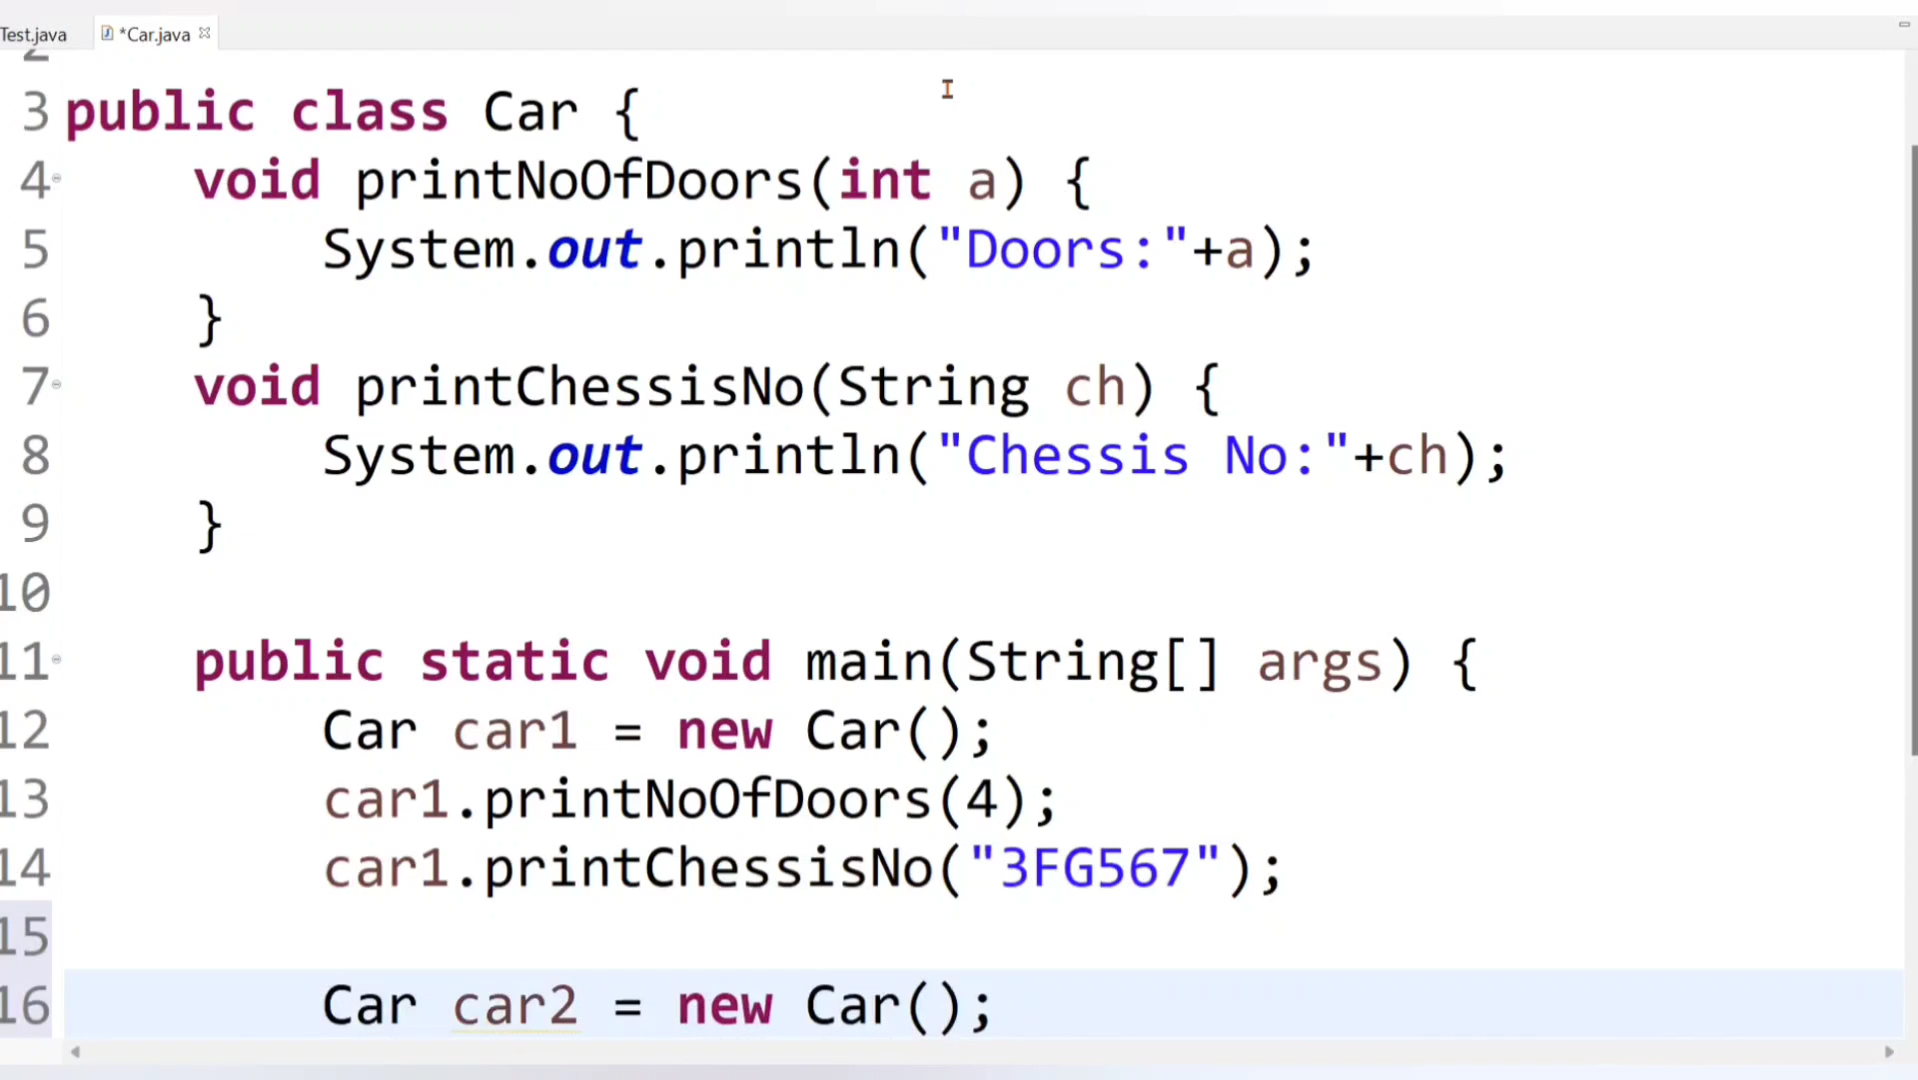 Test.java *Car.java
2
3 public class Car {
4 void printNoOfDoors(int a) {
5 System.out.println("Doors:"+a);
6 }
7 void printChessisNo(String ch) {
8 System.out.println("Chessis No:"+ch);
9 }
10
11 public static void main(String[] args) {
12 Car car1 = new Car();
13 car1.printNoOfDoors(4);
14 car1.printChessisNo("3FG567");
15
16 Car car2 = new Car();